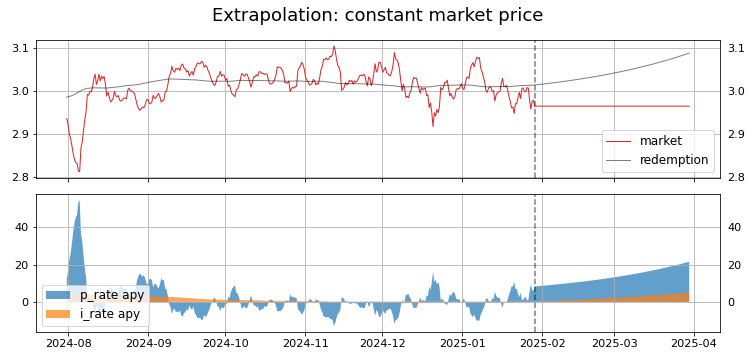 Extrapolation: constant market price
3.1 3.1
3.0 3.0
2.9 2.9
2.8 2.8
market
redemption
40 40
20 20
0 0
p_rate apy
i_rate apy
2024-08 2024-09 2024-10 2024-11 2024-12 2025-01 2025-02 2025-03 2025-04